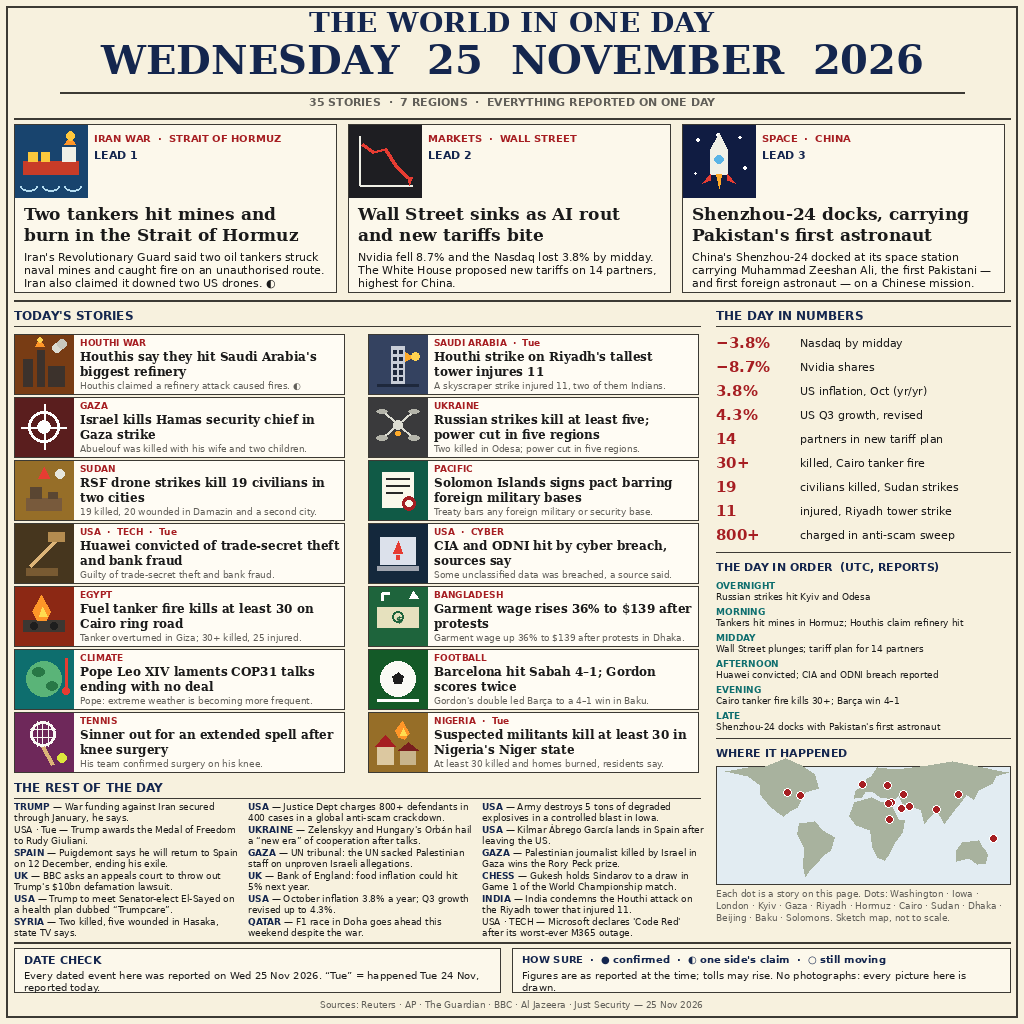 THE WORLD IN ONE DAY
WEDNESDAY 25 NOVEMBER 2026
35 STORIES · 7 REGIONS · EVERYTHING REPORTED ON ONE DAY
IRAN WAR · STRAIT OF HORMUZ
LEAD 1
Two tankers hit mines and
burn in the Strait of Hormuz
Iran's Revolutionary Guard said two oil tankers struck
naval mines and caught fire on an unauthorised route.
Iran also claimed it downed two US drones. ◐
MARKETS · WALL STREET
LEAD 2
Wall Street sinks as AI rout
and new tariffs bite
Nvidia fell 8.7% and the Nasdaq lost 3.8% by midday.
The White House proposed new tariffs on 14 partners,
highest for China.
SPACE · CHINA
LEAD 3
Shenzhou-24 docks, carrying
Pakistan's first astronaut
China's Shenzhou-24 docked at its space station
carrying Muhammad Zeeshan Ali, the first Pakistani —
and first foreign astronaut — on a Chinese mission.
TODAY'S STORIES
HOUTHI WAR
Houthis say they hit Saudi Arabia's
biggest refinery
Houthis claimed a refinery attack caused fires. ◐
SAUDI ARABIA · Tue
Houthi strike on Riyadh's tallest
tower injures 11
A skyscraper strike injured 11, two of them Indians.
GAZA
Israel kills Hamas security chief in
Gaza strike
Abuelouf was killed with his wife and two children.
UKRAINE
Russian strikes kill at least five;
power cut in five regions
Two killed in Odesa; power cut in five regions.
SUDAN
RSF drone strikes kill 19 civilians in
two cities
19 killed, 20 wounded in Damazin and a second city.
PACIFIC
Solomon Islands signs pact barring
foreign military bases
Treaty bars any foreign military or security base.
USA · TECH · Tue
Huawei convicted of trade-secret theft
and bank fraud
Guilty of trade-secret theft and bank fraud.
USA · CYBER
CIA and ODNI hit by cyber breach,
sources say
Some unclassified data was breached, a source said.
EGYPT
Fuel tanker fire kills at least 30 on
Cairo ring road
Tanker overturned in Giza; 30+ killed, 25 injured.
BANGLADESH
Garment wage rises 36% to $139 after
protests
Garment wage up 36% to $139 after protests in Dhaka.
CLIMATE
Pope Leo XIV laments COP31 talks
ending with no deal
Pope: extreme weather is becoming more frequent.
FOOTBALL
Barcelona hit Sabah 4–1; Gordon
scores twice
Gordon's double led Barça to a 4–1 win in Baku.
TENNIS
Sinner out for an extended spell after
knee surgery
His team confirmed surgery on his knee.
NIGERIA · Tue
Suspected militants kill at least 30 in
Nigeria's Niger state
At least 30 killed and homes burned, residents say.
THE REST OF THE DAY
TRUMP — War funding against Iran secured
through January, he says.
USA · Tue — Trump awards the Medal of Freedom
to Rudy Giuliani.
SPAIN — Puigdemont says he will return to Spain
on 12 December, ending his exile.
UK — BBC asks an appeals court to throw out
Trump's $10bn defamation lawsuit.
USA — Trump to meet Senator-elect El-Sayed on
a health plan dubbed “Trumpcare”.
SYRIA — Two killed, five wounded in Hasaka,
state TV says.
USA — Justice Dept charges 800+ defendants in
400 cases in a global anti-scam crackdown.
UKRAINE — Zelenskyy and Hungary's Orbán hail
a “new era” of cooperation after talks.
GAZA — UN tribunal: the UN sacked Palestinian
staff on unproven Israeli allegations.
UK — Bank of England: food inflation could hit
5% next year.
USA — October inflation 3.8% a year; Q3 growth
revised up to 4.3%.
QATAR — F1 race in Doha goes ahead this
weekend despite the war.
USA — Army destroys 5 tons of degraded
explosives in a controlled blast in Iowa.
USA — Kilmar Ábrego García lands in Spain after
leaving the US.
GAZA — Palestinian journalist killed by Israel in
Gaza wins the Rory Peck prize.
CHESS — Gukesh holds Sindarov to a draw in
Game 1 of the World Championship match.
INDIA — India condemns the Houthi attack on
the Riyadh tower that injured 11.
USA · TECH — Microsoft declares 'Code Red'
after its worst-ever M365 outage.
THE DAY IN NUMBERS
−3.8% Nasdaq by midday
−8.7% Nvidia shares
3.8% US inflation, Oct (yr/yr)
4.3% US Q3 growth, revised
14 partners in new tariff plan
30+ killed, Cairo tanker fire
19 civilians killed, Sudan strikes
11 injured, Riyadh tower strike
800+ charged in anti-scam sweep
THE DAY IN ORDER (UTC, REPORTS)
OVERNIGHT
Russian strikes hit Kyiv and Odesa
MORNING
Tankers hit mines in Hormuz; Houthis claim refinery hit
MIDDAY
Wall Street plunges; tariff plan for 14 partners
AFTERNOON
Huawei convicted; CIA and ODNI breach reported
EVENING
Cairo tanker fire kills 30+; Barça win 4–1
LATE
Shenzhou-24 docks with Pakistan's first astronaut
WHERE IT HAPPENED
Each dot is a story on this page. Dots: Washington · Iowa ·
London · Kyiv · Gaza · Riyadh · Hormuz · Cairo · Sudan · Dhaka ·
Beijing · Baku · Solomons. Sketch map, not to scale.
DATE CHECK
Every dated event here was reported on Wed 25 Nov 2026. “Tue” = happened Tue 24 Nov,
reported today.
HOW SURE · ● confirmed · ◐ one side's claim · ○ still moving
Figures are as reported at the time; tolls may rise. No photographs: every picture here is
drawn.
Sources: Reuters · AP · The Guardian · BBC · Al Jazeera · Just Security — 25 Nov 2026